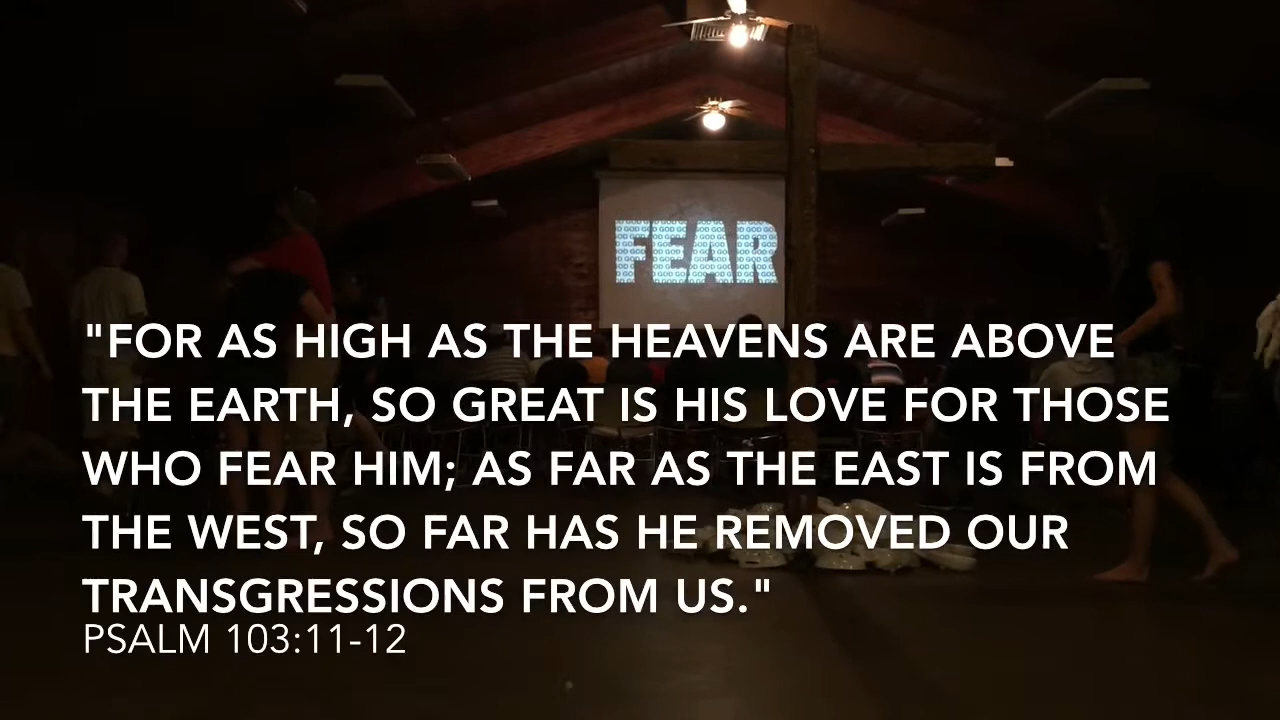 FEAR
"FOR AS HIGH AS THE HEAVENS ARE ABOVE
THE EARTH, SO GREAT IS HIS LOVE FOR THOSE
WHO FEAR HIM; AS FAR AS THE EAST IS FROM
THE WEST, SO FAR HAS HE REMOVED OUR
TRANSGRESSIONS FROM US."
PSALM 103:11-12